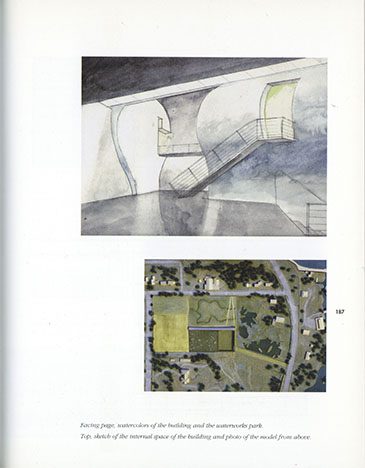 187
Facing page, watercolors of the building and the waterworks park.
Top, sketch of the internal space of the building and photo of the model from above.